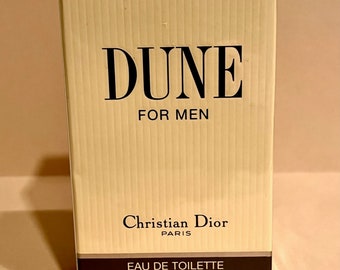 DUNE
FOR MEN
Christian Dior
PARIS
EAU DE TOILETTE